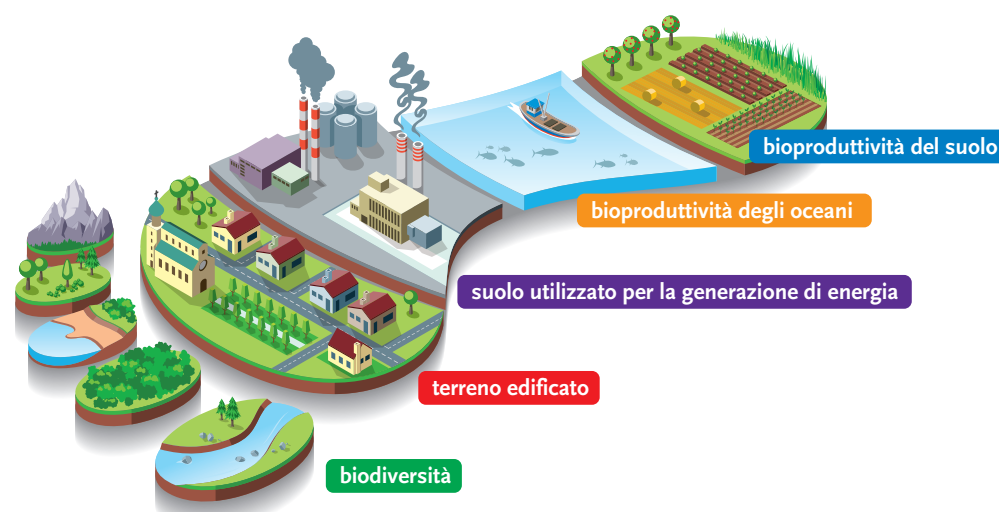 bioproduttività del suolo
bioproduttività degli oceani
suolo utilizzato per la generazione di energia
terreno edificato
biodiversità